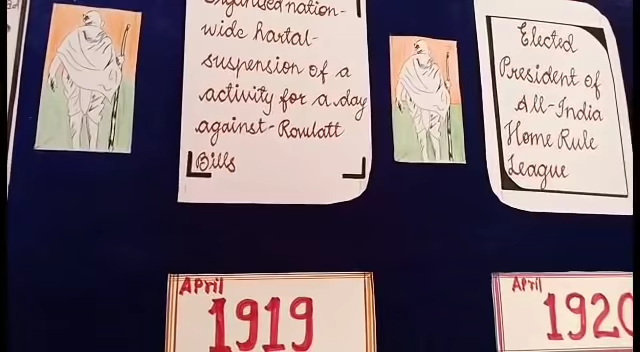 Organised nation-
wide hartal-
suspension of a
activity for a day
against-Rowlatt
Bills
Elected
President of
All-India
Home Rule
League
April
1919
April
1920